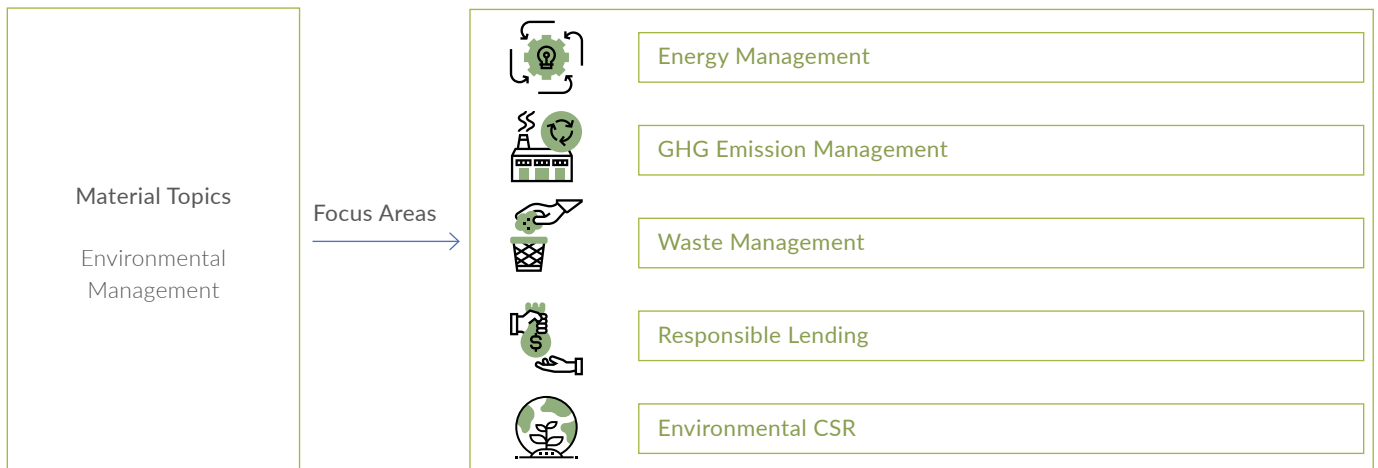 Material Topics
Environmental
Management
Focus Areas
Energy Management
GHG Emission Management
Waste Management
Responsible Lending
Environmental CSR